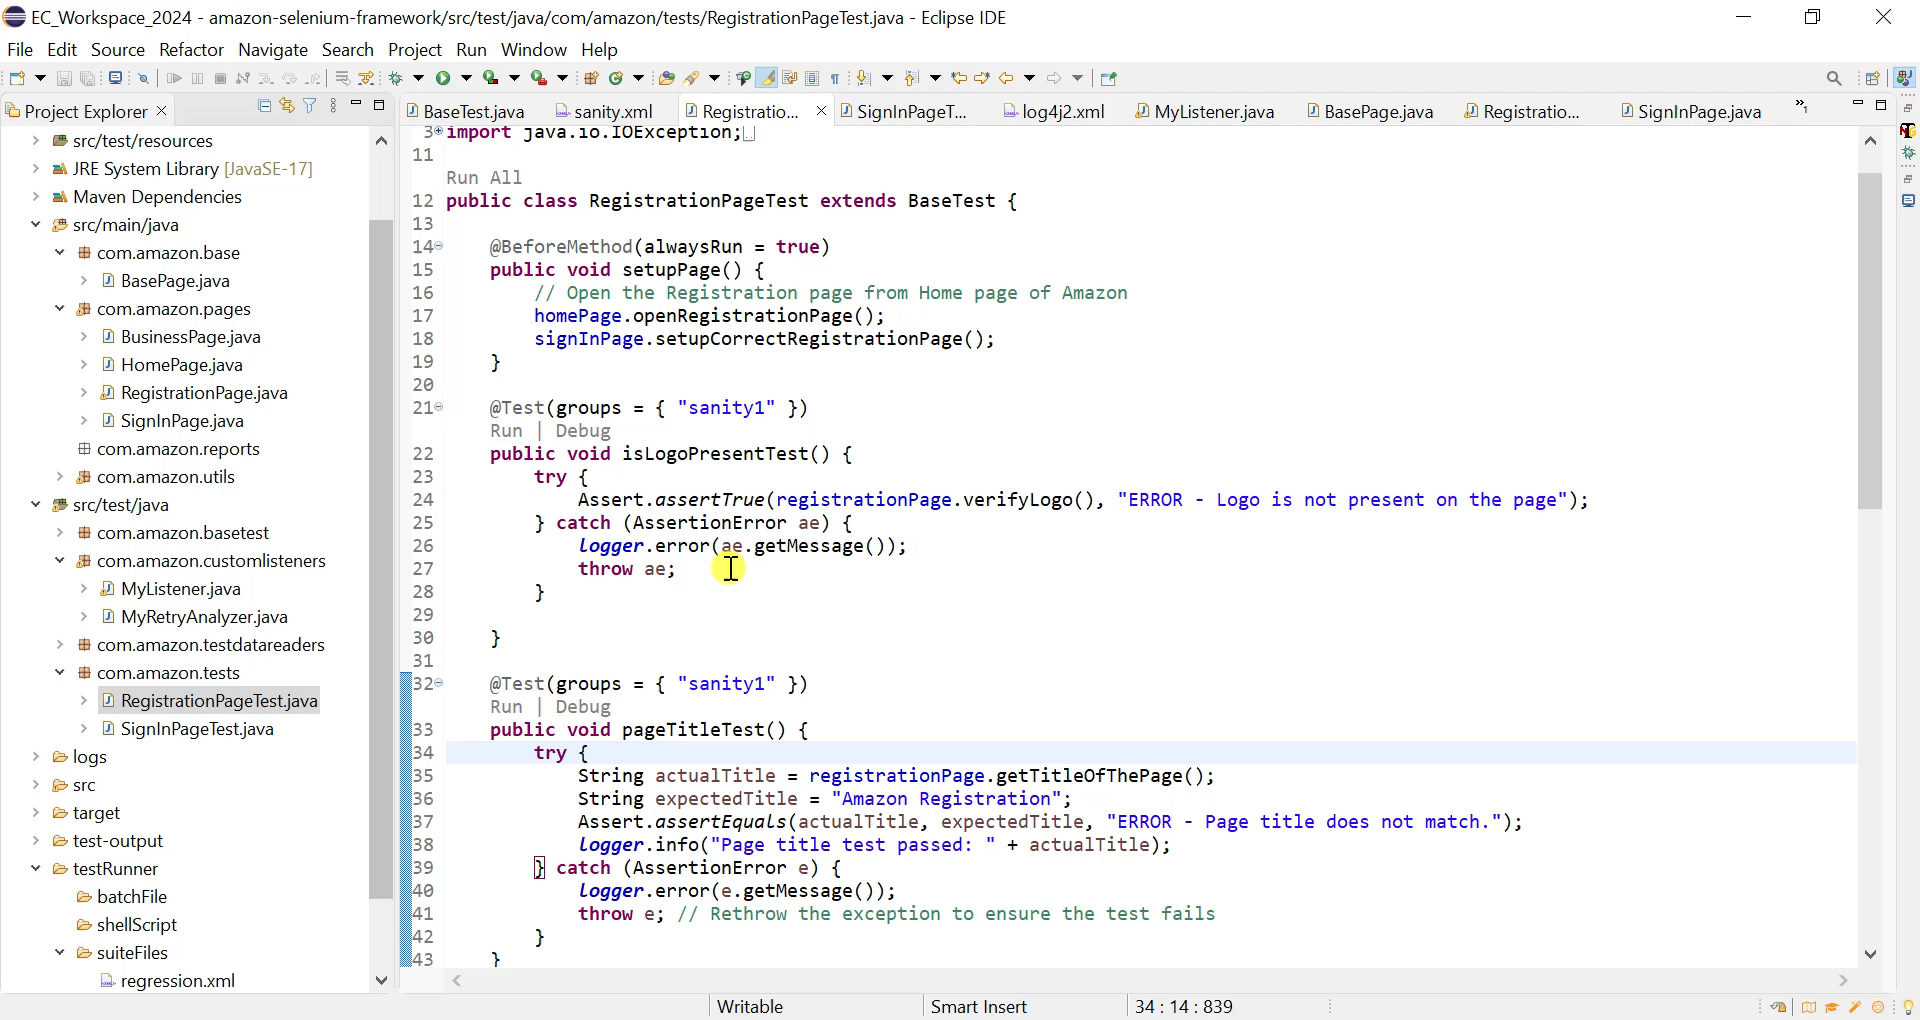 EC_Workspace_2024 - amazon-selenium-framework/src/test/java/com/amazon/tests/RegistrationPageTest.java - Eclipse IDE
File Edit Source Refactor Navigate Search Project Run Window Help
Project Explorer
BaseTest.java sanity.xml Registratio... SignInPageT... log4j2.xml MyListener.java BasePage.java Registratio... SignInPage.java »1
src/test/resources
JRE System Library [JavaSE-17]
Maven Dependencies
src/main/java
com.amazon.base
BasePage.java
com.amazon.pages
BusinessPage.java
HomePage.java
RegistrationPage.java
SignInPage.java
com.amazon.reports
com.amazon.utils
src/test/java
com.amazon.basetest
com.amazon.customlisteners
MyListener.java
MyRetryAnalyzer.java
com.amazon.testdatareaders
com.amazon.tests
RegistrationPageTest.java
SignInPageTest.java
logs
src
target
test-output
testRunner
batchFile
shellScript
suiteFiles
regression.xml
3 import java.io.IOException;
11
Run All
12 public class RegistrationPageTest extends BaseTest {
13
14 @BeforeMethod(alwaysRun = true)
15 public void setupPage() {
16 // Open the Registration page from Home page of Amazon
17 homePage.openRegistrationPage();
18 signInPage.setupCorrectRegistrationPage();
19 }
20
21 @Test(groups = { "sanity1" })
Run | Debug
22 public void isLogoPresentTest() {
23 try {
24 Assert.assertTrue(registrationPage.verifyLogo(), "ERROR - Logo is not present on the page");
25 } catch (AssertionError ae) {
26 logger.error(ae.getMessage());
27 throw ae;
28 }
29
30 }
31
32 @Test(groups = { "sanity1" })
Run | Debug
33 public void pageTitleTest() {
34 try {
35 String actualTitle = registrationPage.getTitleOfThePage();
36 String expectedTitle = "Amazon Registration";
37 Assert.assertEquals(actualTitle, expectedTitle, "ERROR - Page title does not match.");
38 logger.info("Page title test passed: " + actualTitle);
39 } catch (AssertionError e) {
40 logger.error(e.getMessage());
41 throw e; // Rethrow the exception to ensure the test fails
42 }
43 }
Writable Smart Insert 34 : 14 : 839